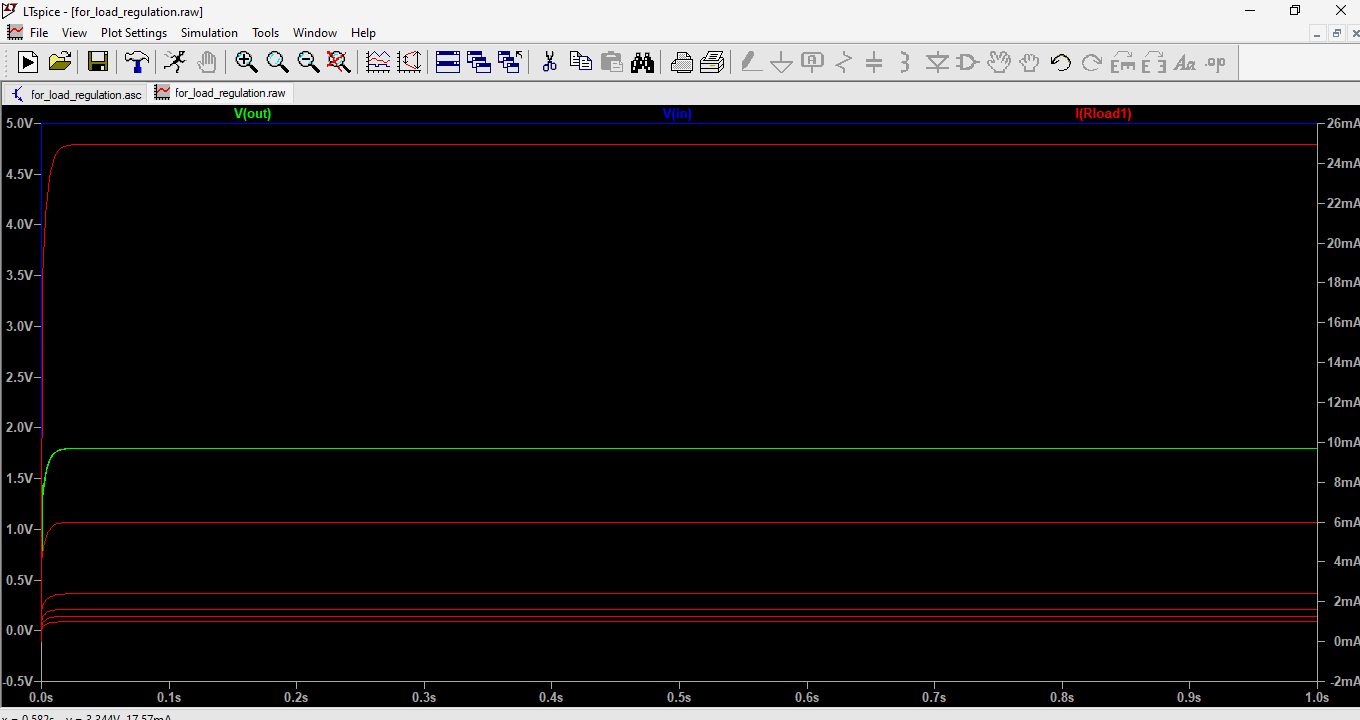 LTspice - [for_load_regulation.raw]
File View Plot Settings Simulation Tools Window Help
for_load_regulation.asc for_load_regulation.raw
V(out) V(in) I(Rload1)
5.0V 26mA
4.5V 24mA
22mA
4.0V 20mA
3.5V 18mA
3.0V 16mA
14mA
2.5V 12mA
2.0V 10mA
1.5V 8mA
1.0V 6mA
4mA
0.5V 2mA
0.0V 0mA
-0.5V -2mA
0.0s 0.1s 0.2s 0.3s 0.4s 0.5s 0.6s 0.7s 0.8s 0.9s 1.0s
x = 0.582s y = 3.344V, 17.57mA